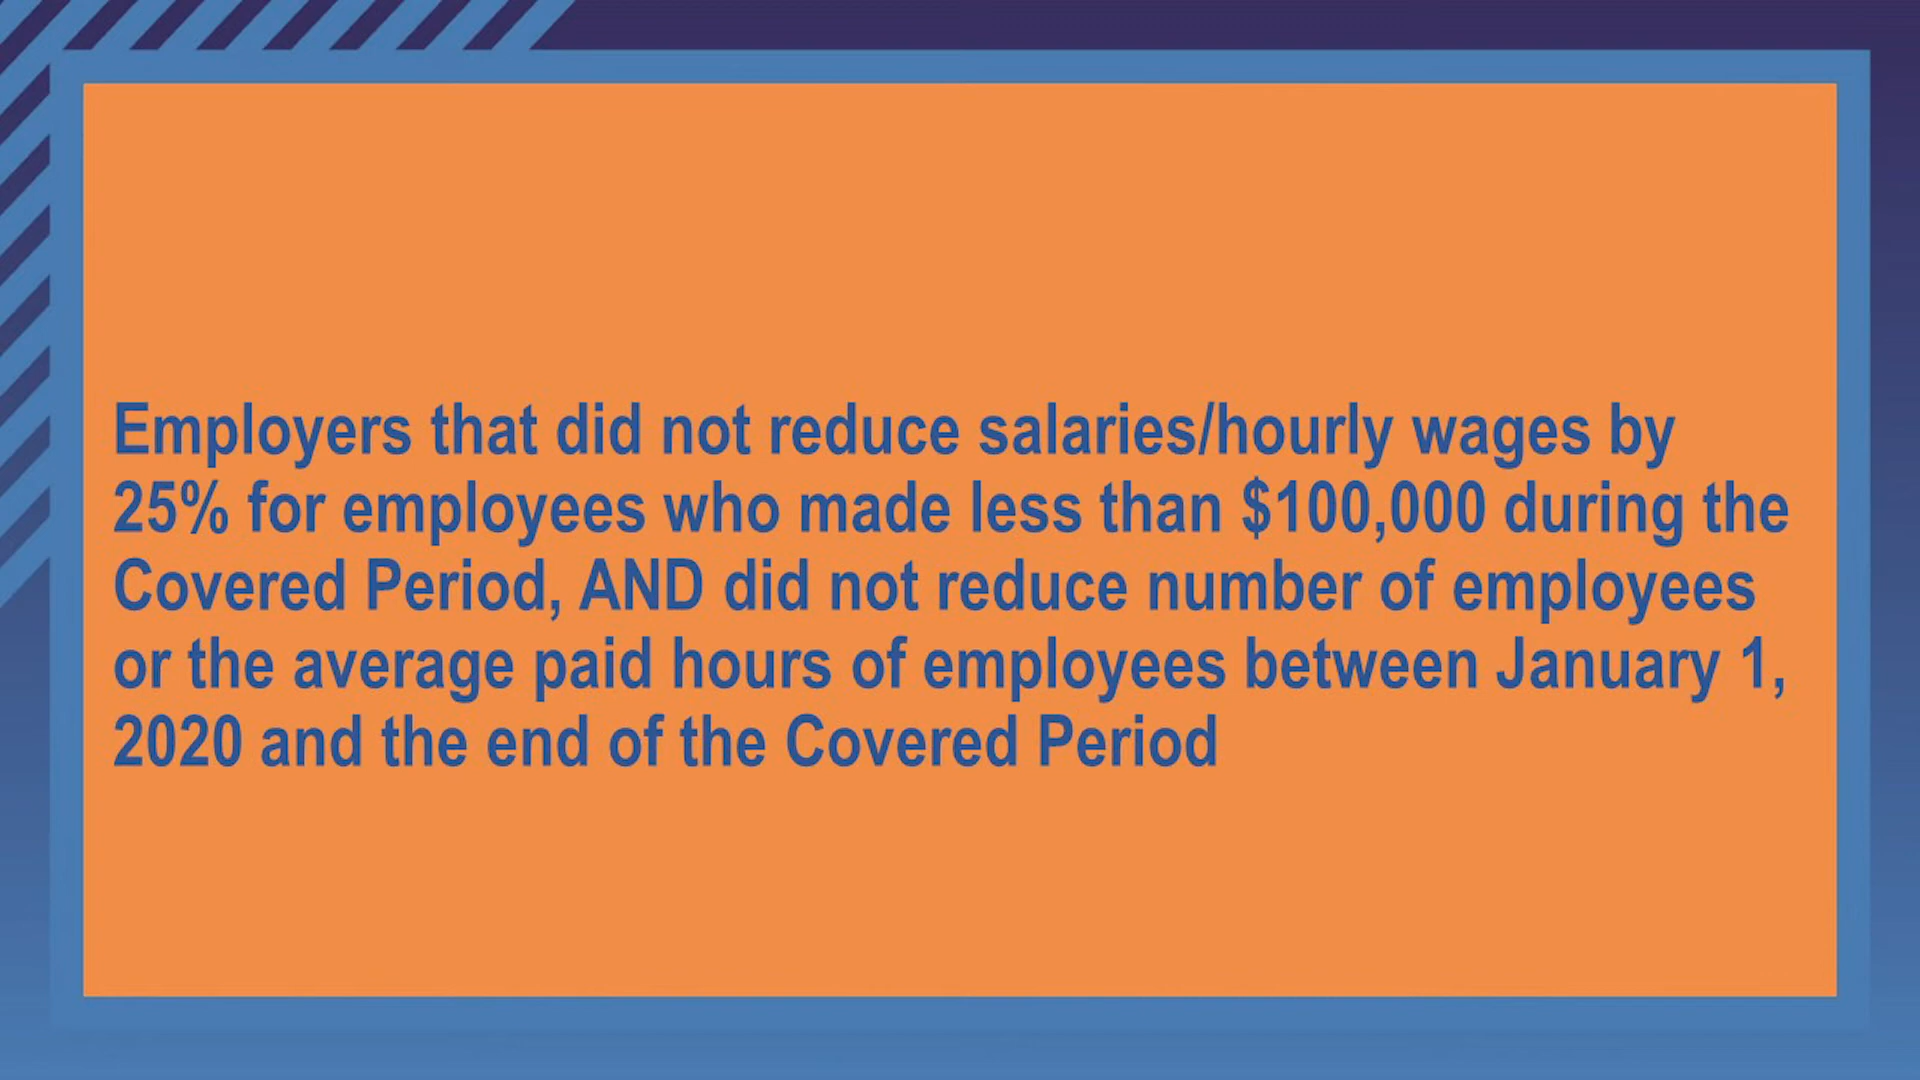 Employers that did not reduce salaries/hourly wages by
25% for employees who made less than $100,000 during the
Covered Period, AND did not reduce number of employees
or the average paid hours of employees between January 1,
2020 and the end of the Covered Period